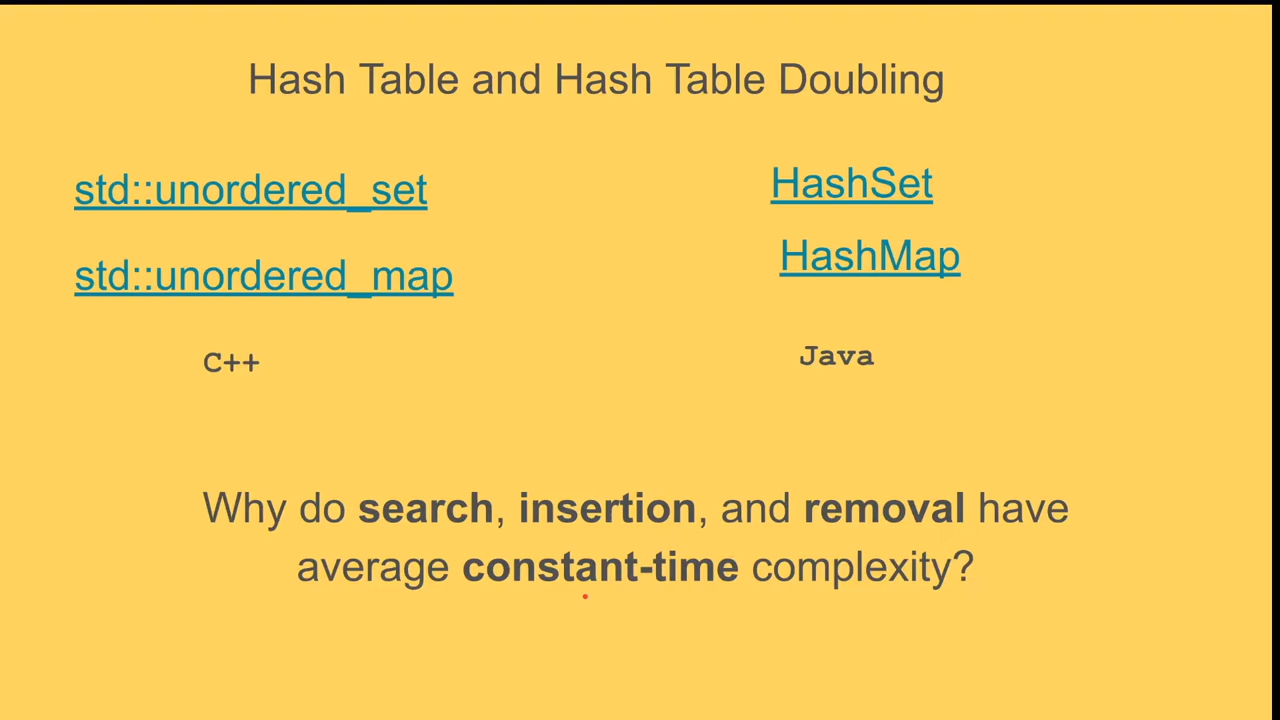 Hash Table and Hash Table Doubling
std::unordered_set
std::unordered_map
C++
HashSet
HashMap
Java
Why do search, insertion, and removal have
average constant-time complexity?